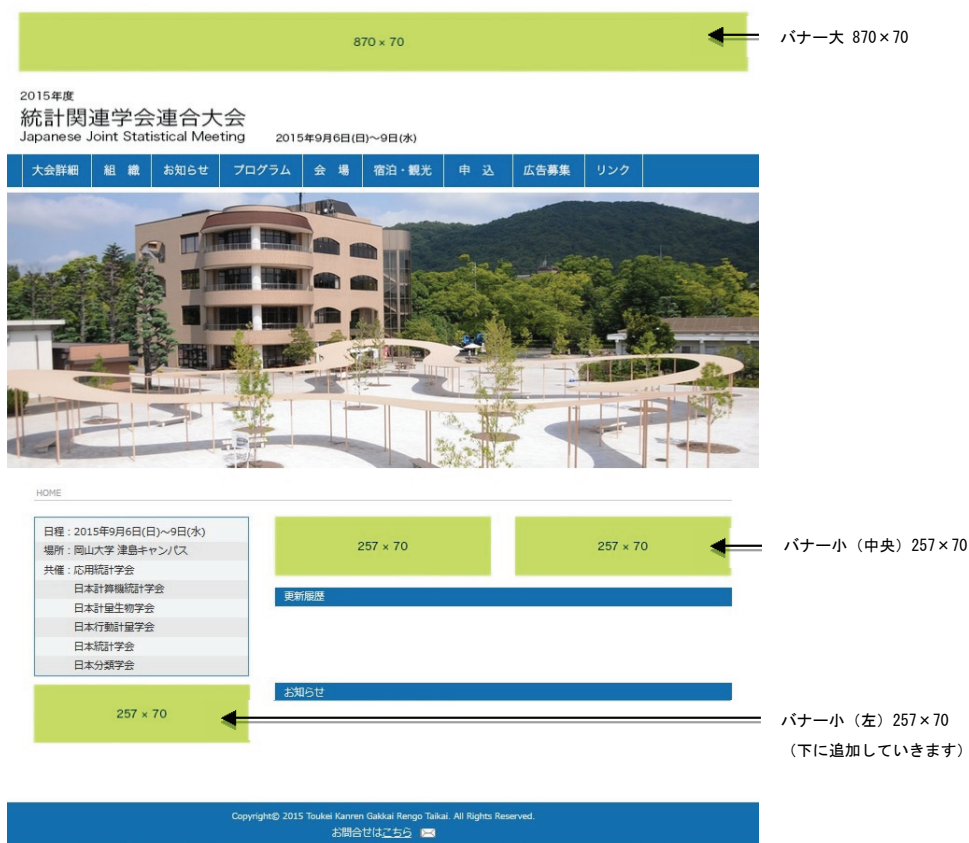 870 × 70
バナー大 870×70
2015年度
統計関連学会連合大会
Japanese Joint Statistical Meeting 2015年9月6日(日)～9日(水)
大会詳細 組 織 お知らせ プログラム 会 場 宿泊・観光 申 込 広告募集 リンク
HOME
日程：2015年9月6日(日)～9日(水)
場所：岡山大学 津島キャンパス
共催：応用統計学会
日本計算機統計学会
日本計量生物学会
日本行動計量学会
日本統計学会
日本分類学会
257 × 70
257 × 70 257 × 70
バナー小（中央）257×70
更新履歴
お知らせ
バナー小（左）257×70
（下に追加していきます）
Copyright© 2015 Toukei Kanren Gakkai Rengo Taikai. All Rights Reserved.
お問合せはこちら